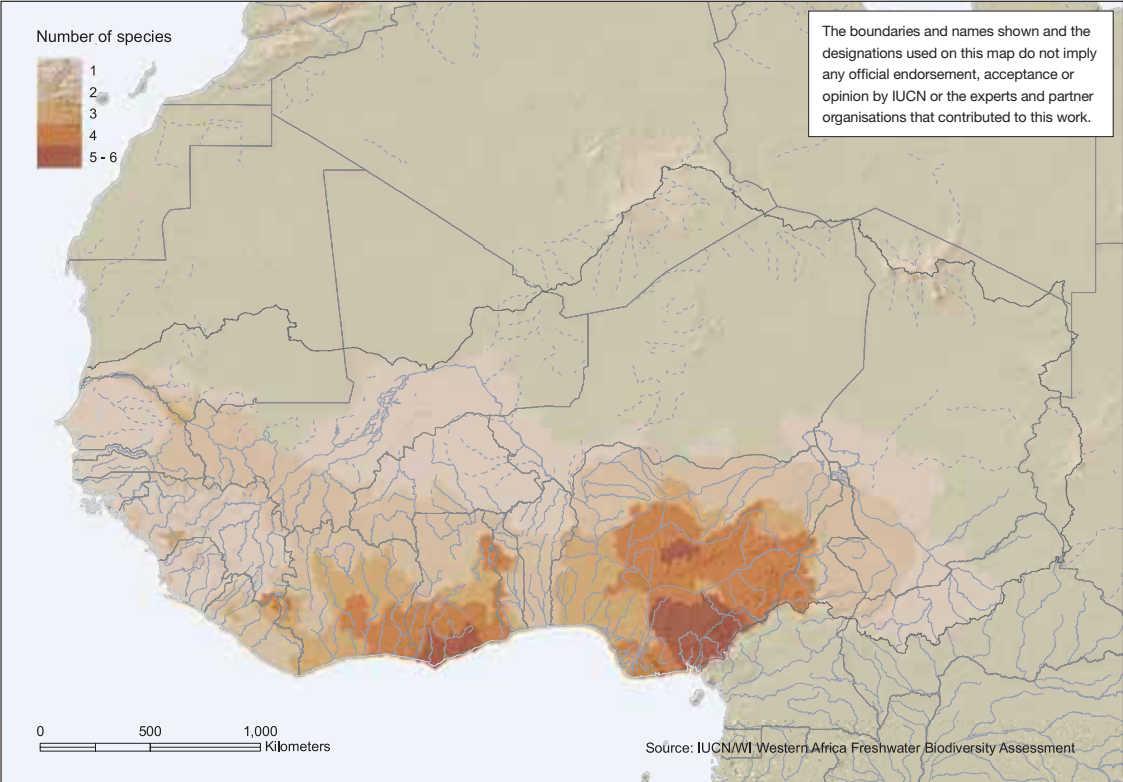 Number of species
1
2
3
4
5 - 6
The boundaries and names shown and the
designations used on this map do not imply
any official endorsement, acceptance or
opinion by IUCN or the experts and partner
organisations that contributed to this work.
0 500 1,000
Kilometers
Source: IUCN/WI Western Africa Freshwater Biodiversity Assessment